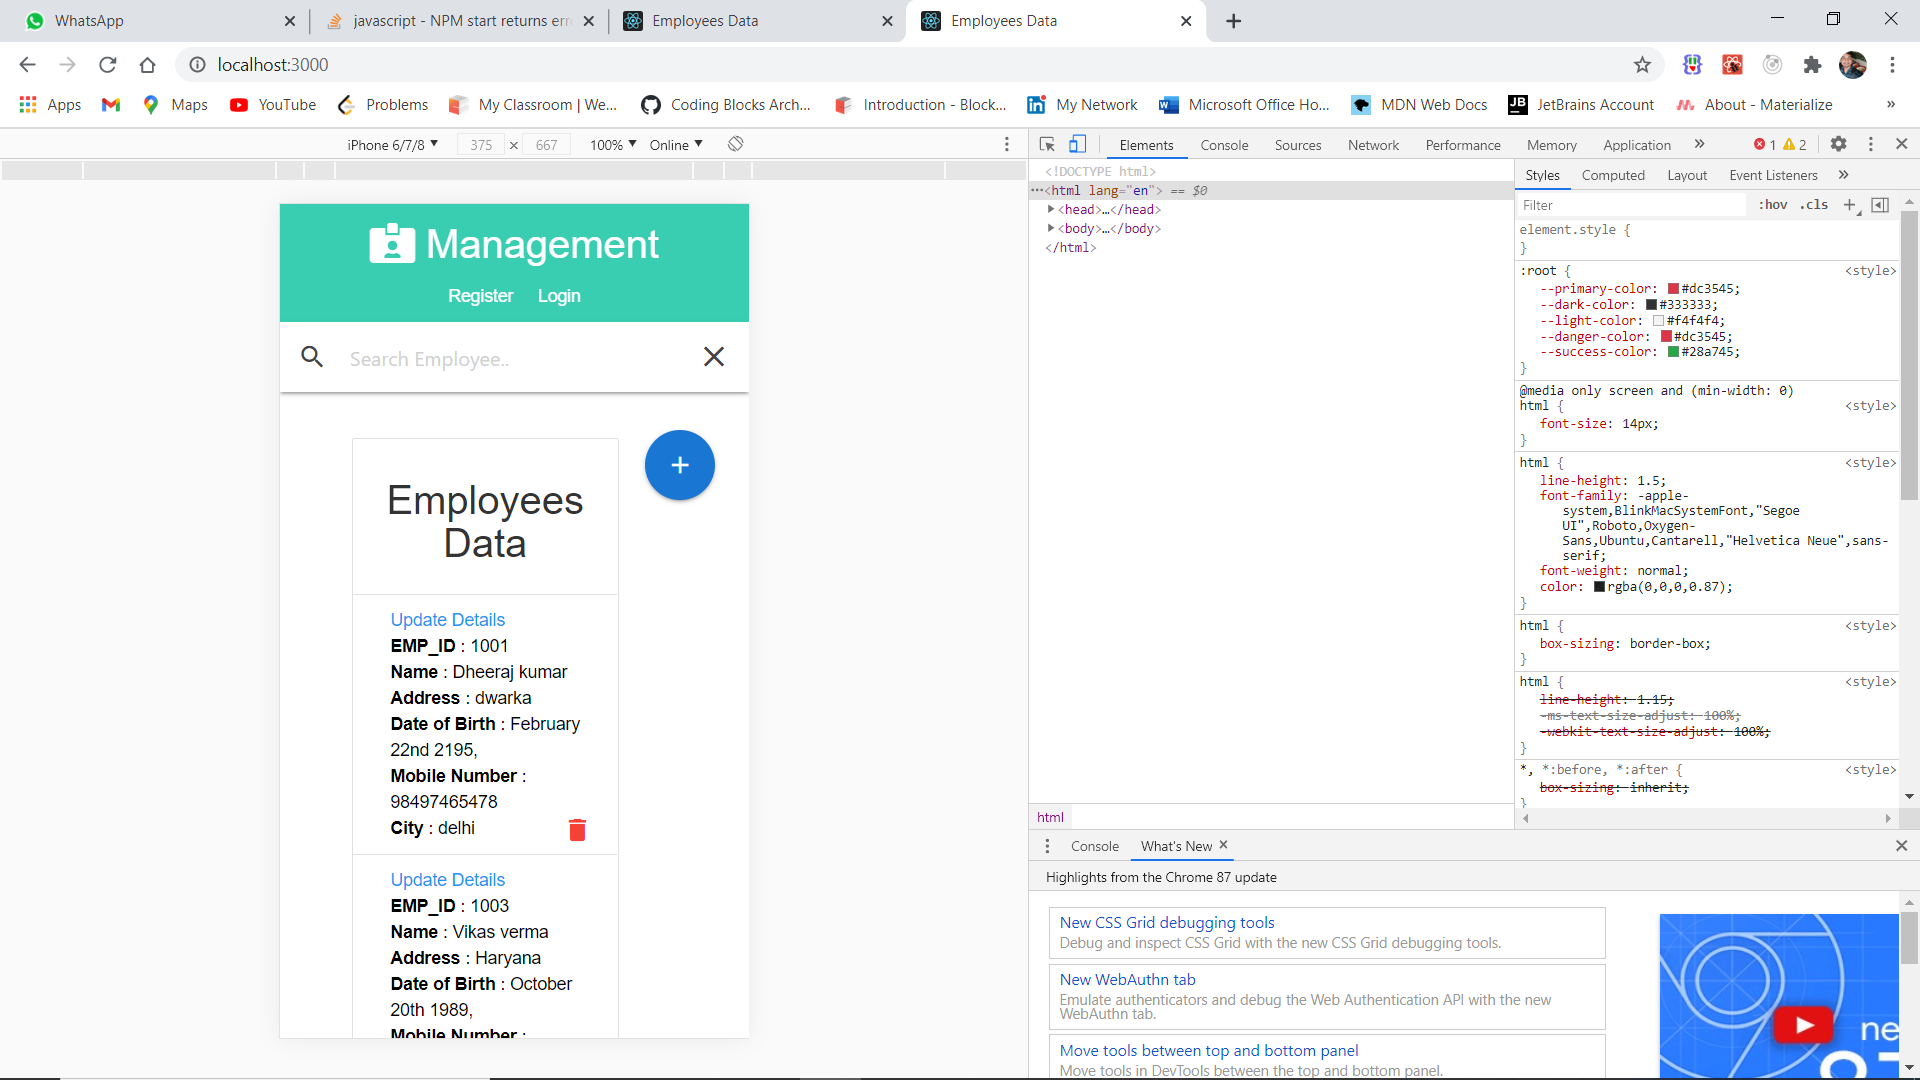 WhatsApp
javascript - NPM start returns err
Employees Data
Employees Data
localhost:3000
Apps
Maps
YouTube
Problems
My Classroom | We...
Coding Blocks Arch...
Introduction - Block...
My Network
Microsoft Office Ho...
MDN Web Docs
JetBrains Account
About - Materialize
»
iPhone 6/7/8
375 × 667
100%
Online
Elements
Console
Sources
Network
Performance
Memory
Application
»
1
2
Management
Register
Login
Search Employee..
Employees
Data
Update Details
EMP_ID : 1001
Name : Dheeraj kumar
Address : dwarka
Date of Birth : February
22nd 2195,
Mobile Number :
98497465478
City : delhi
Update Details
EMP_ID : 1003
Name : Vikas verma
Address : Haryana
Date of Birth : October
20th 1989,
Mobile Number :
<!DOCTYPE html>
···<html lang="en"> == $0
<head>…</head>
<body>…</body>
</html>
html
Styles
Computed
Layout
Event Listeners
»
Filter
:hov
.cls
element.style {
}
:root {
<style>
--primary-color: #dc3545;
--dark-color: #333333;
--light-color: #f4f4f4;
--danger-color: #dc3545;
--success-color: #28a745;
}
@media only screen and (min-width: 0)
html {
<style>
font-size: 14px;
}
html {
<style>
line-height: 1.5;
font-family: -apple-
system,BlinkMacSystemFont,"Segoe
UI",Roboto,Oxygen-
Sans,Ubuntu,Cantarell,"Helvetica Neue",sans-
serif;
font-weight: normal;
color: rgba(0,0,0,0.87);
}
html {
<style>
box-sizing: border-box;
}
html {
<style>
line-height: 1.15;
-ms-text-size-adjust: 100%;
-webkit-text-size-adjust: 100%;
}
*, *:before, *:after {
<style>
box-sizing: inherit;
}
Console
What's New
Highlights from the Chrome 87 update
New CSS Grid debugging tools
Debug and inspect CSS Grid with the new CSS Grid debugging tools.
New WebAuthn tab
Emulate authenticators and debug the Web Authentication API with the new
WebAuthn tab.
Move tools between top and bottom panel
Move tools in DevTools between the top and bottom panel.
ne